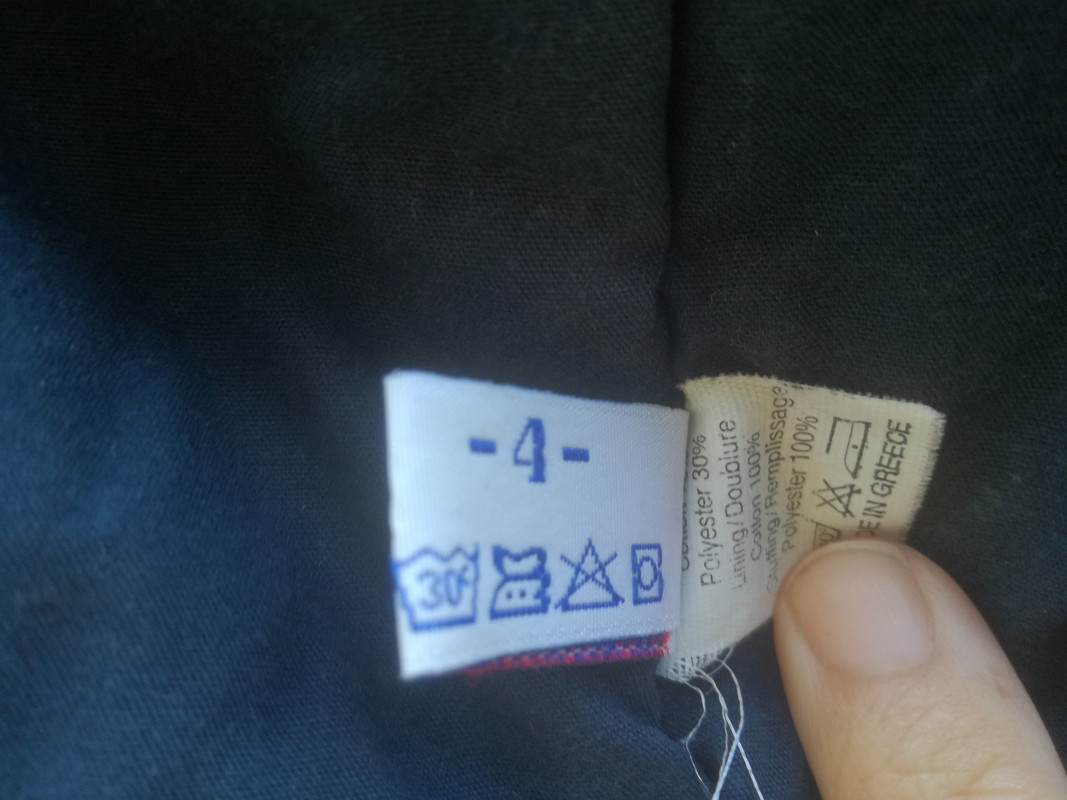 - 4 -
30°
Polyester 30%
Lining/Doublure
Cotton 100%
Stuffing/Remplissage
Polyester 100%
IN GREECE